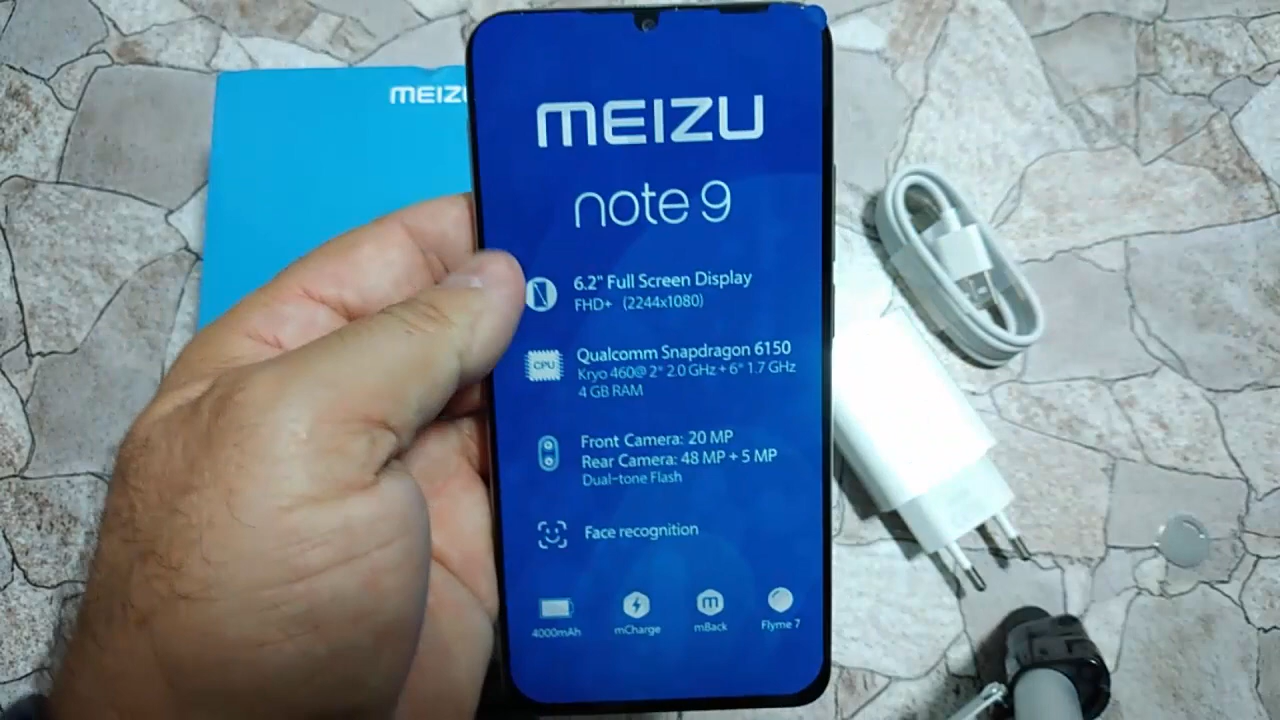 MEIZU
MEIZU
note 9
6.2" Full Screen Display
FHD+ (2244x1080)
CPU
Qualcomm Snapdragon 6150
Kryo 460@ 2* 2.0 GHz + 6* 1.7 GHz
4 GB RAM
Front Camera: 20 MP
Rear Camera: 48 MP + 5 MP
Dual-tone Flash
Face recognition
4000mAh
mCharge
m
mBack
Flyme 7